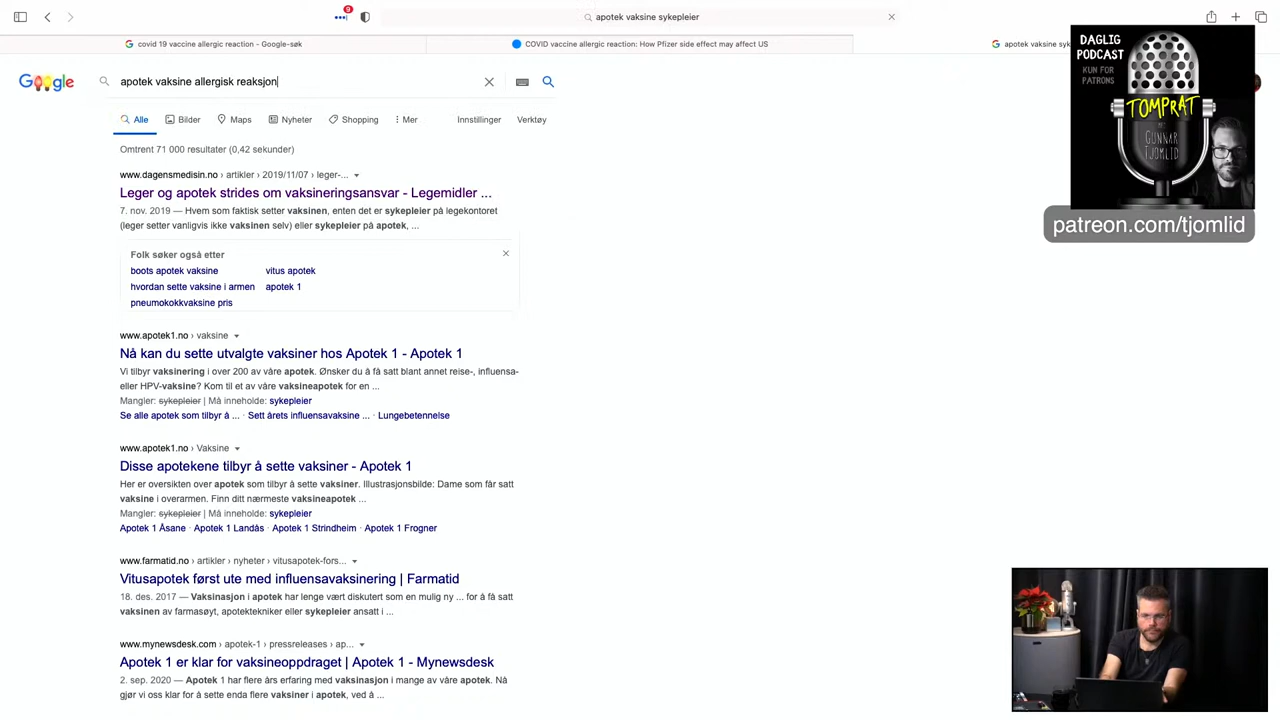 9
apotek vaksine sykepleier
covid 19 vaccine allergic reaction - Google-søk
COVID vaccine allergic reaction: How Pfizer side effect may affect US
apotek vaksine syk
DAGLIG
PODCAST
KUN FOR
PATRONS
TOMPRAT
GUNNAR
TJOMLID
patreon.com/tjomlid
Google
apotek vaksine allergisk reaksjon
Alle
Bilder
Maps
Nyheter
Shopping
Mer
Innstillinger
Verktøy
Omtrent 71 000 resultater (0,42 sekunder)
www.dagensmedisin.no › artikler › 2019/11/07 › leger-...
Leger og apotek strides om vaksineringsansvar - Legemidler ...
7. nov. 2019 — Hvem som faktisk setter vaksinen, enten det er sykepleier på legekontoret
(leger setter vanligvis ikke vaksinen selv) eller sykepleier på apotek, ...
Folk søker også etter
boots apotek vaksine vitus apotek
hvordan sette vaksine i armen apotek 1
pneumokokkvaksine pris
www.apotek1.no › vaksine
Nå kan du sette utvalgte vaksiner hos Apotek 1 - Apotek 1
Vi tilbyr vaksinering i over 200 av våre apotek. Ønsker du å få satt blant annet reise-, influensa-
eller HPV-vaksine? Kom til et av våre vaksineapotek for en ...
Mangler: sykepleier | Må inneholde: sykepleier
Se alle apotek som tilbyr å ... · Sett årets influensavaksine ... · Lungebetennelse
www.apotek1.no › Vaksine
Disse apotekene tilbyr å sette vaksiner - Apotek 1
Her er oversikten over apotek som tilbyr å sette vaksiner. Illustrasjonsbilde: Dame som får satt
vaksine i overarmen. Finn ditt nærmeste vaksineapotek ...
Mangler: sykepleier | Må inneholde: sykepleier
Apotek 1 Åsane · Apotek 1 Landås · Apotek 1 Strindheim · Apotek 1 Frogner
www.farmatid.no › artikler › nyheter › vitusapotek-fors...
Vitusapotek først ute med influensavaksinering | Farmatid
18. des. 2017 — Vaksinasjon i apotek har lenge vært diskutert som en mulig ny ... for å få satt
vaksinen av farmasøyt, apotektekniker eller sykepleier ansatt i ...
www.mynewsdesk.com › apotek-1 › pressreleases › ap...
Apotek 1 er klar for vaksineoppdraget | Apotek 1 - Mynewsdesk
2. sep. 2020 — Apotek 1 har flere års erfaring med vaksinasjon i mange av våre apotek. Nå
gjør vi oss klar for å sette enda flere vaksiner i apotek, ved å ...